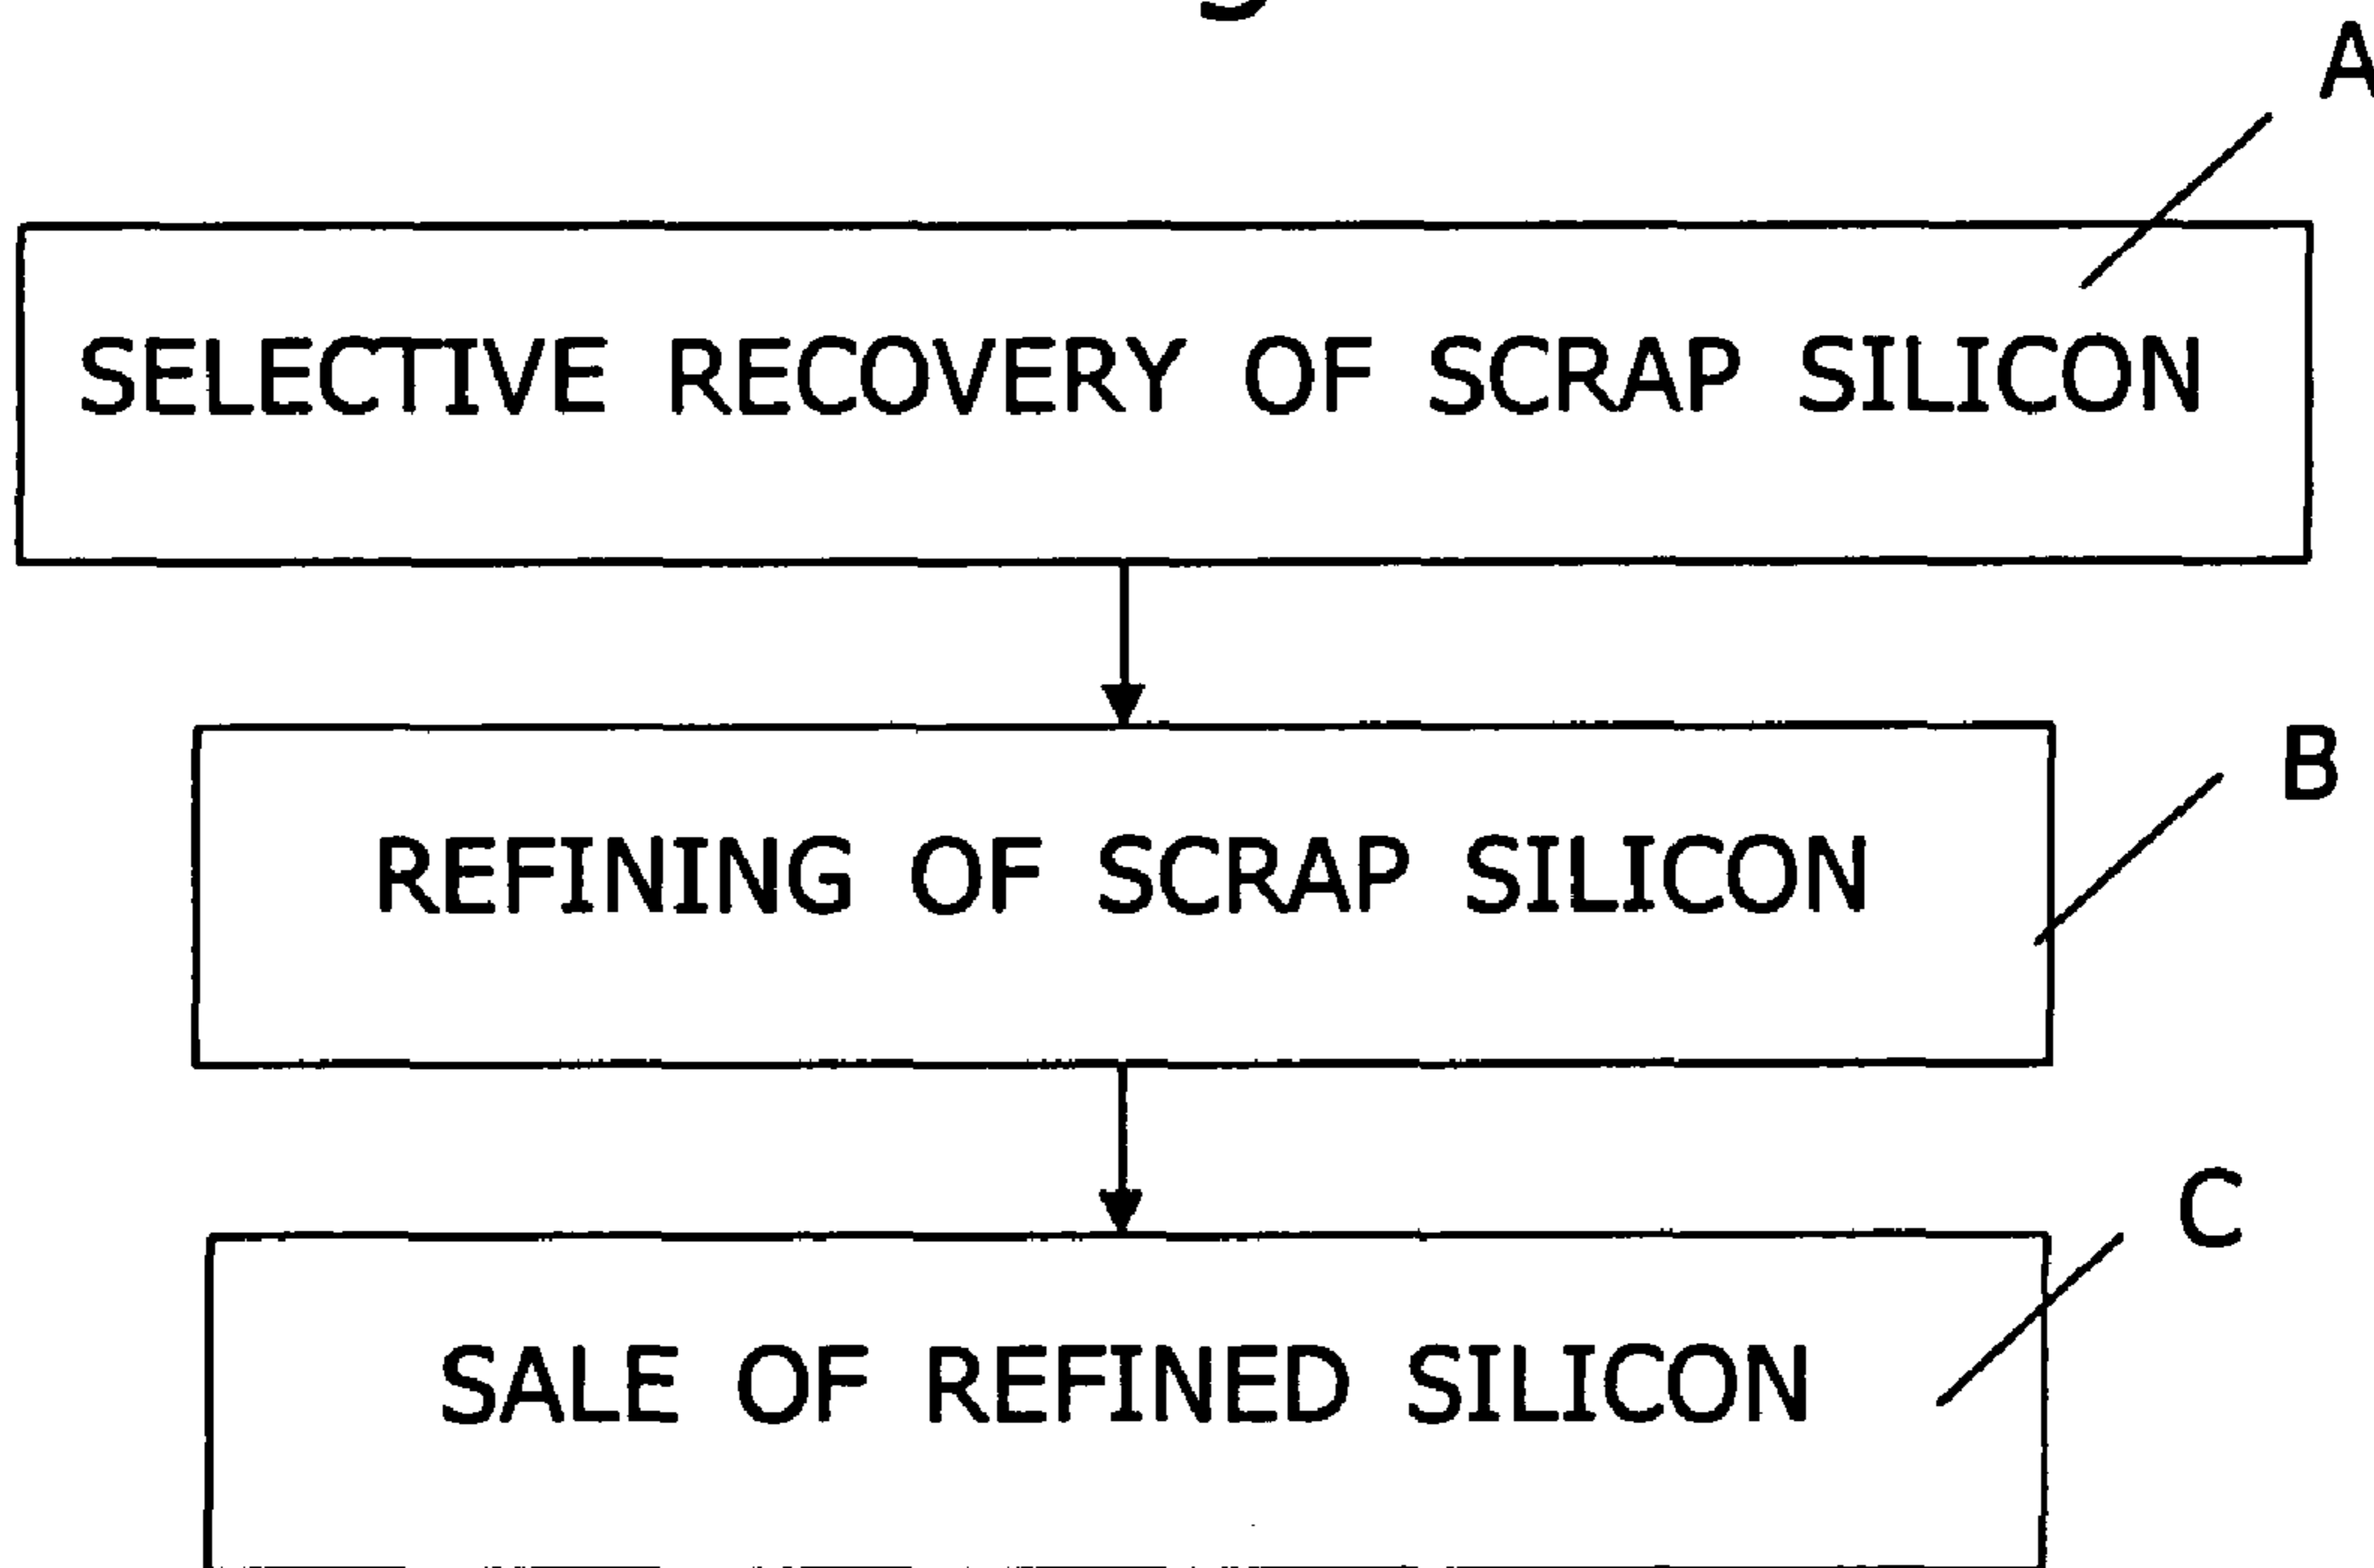 A
SELECTIVE RECOVERY OF SCRAP SILICON
B
REFINING OF SCRAP SILICON
C
SALE OF REFINED SILICON